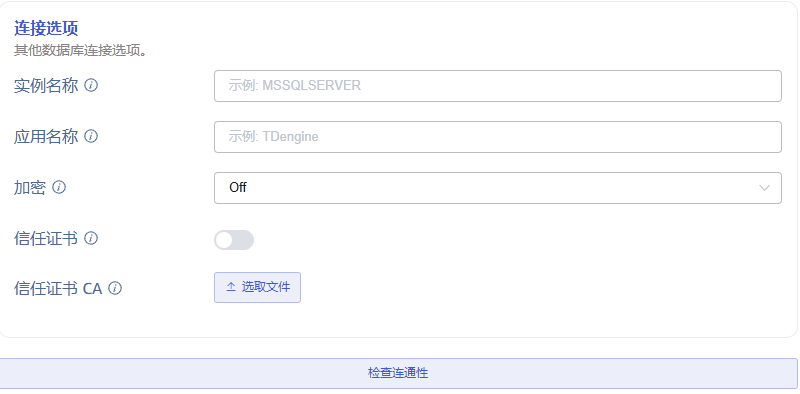 连接选项
其他数据库连接选项。
实例名称
示例: MSSQLSERVER
应用名称
示例: TDengine
加密
Off
信任证书
信任证书 CA
选取文件
检查连通性